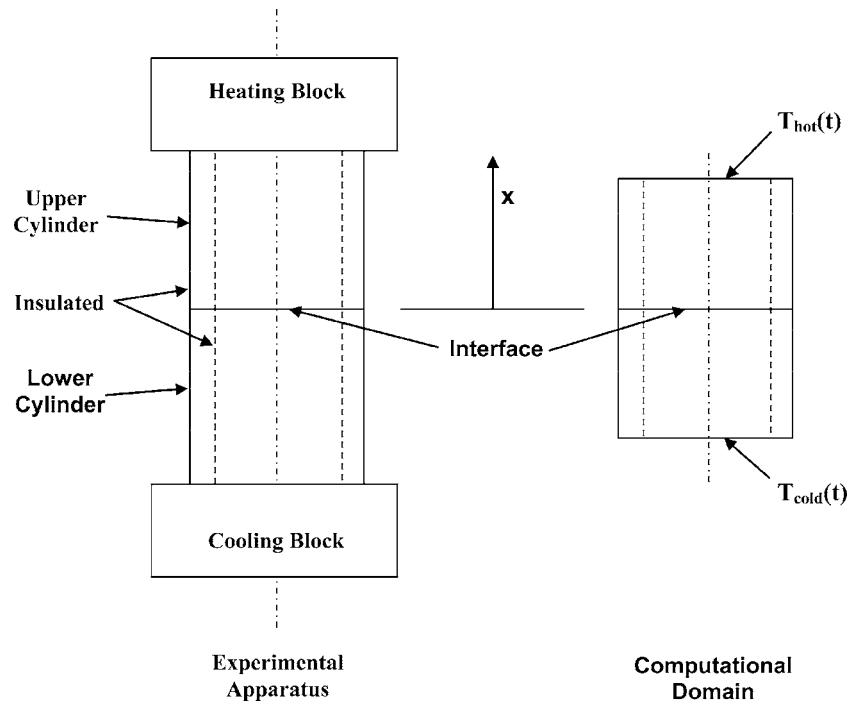 Heating Block
T_hot(t)
Upper
Cylinder
x
Insulated
Interface
Lower
Cylinder
T_cold(t)
Cooling Block
Experimental
Apparatus
Computational
Domain